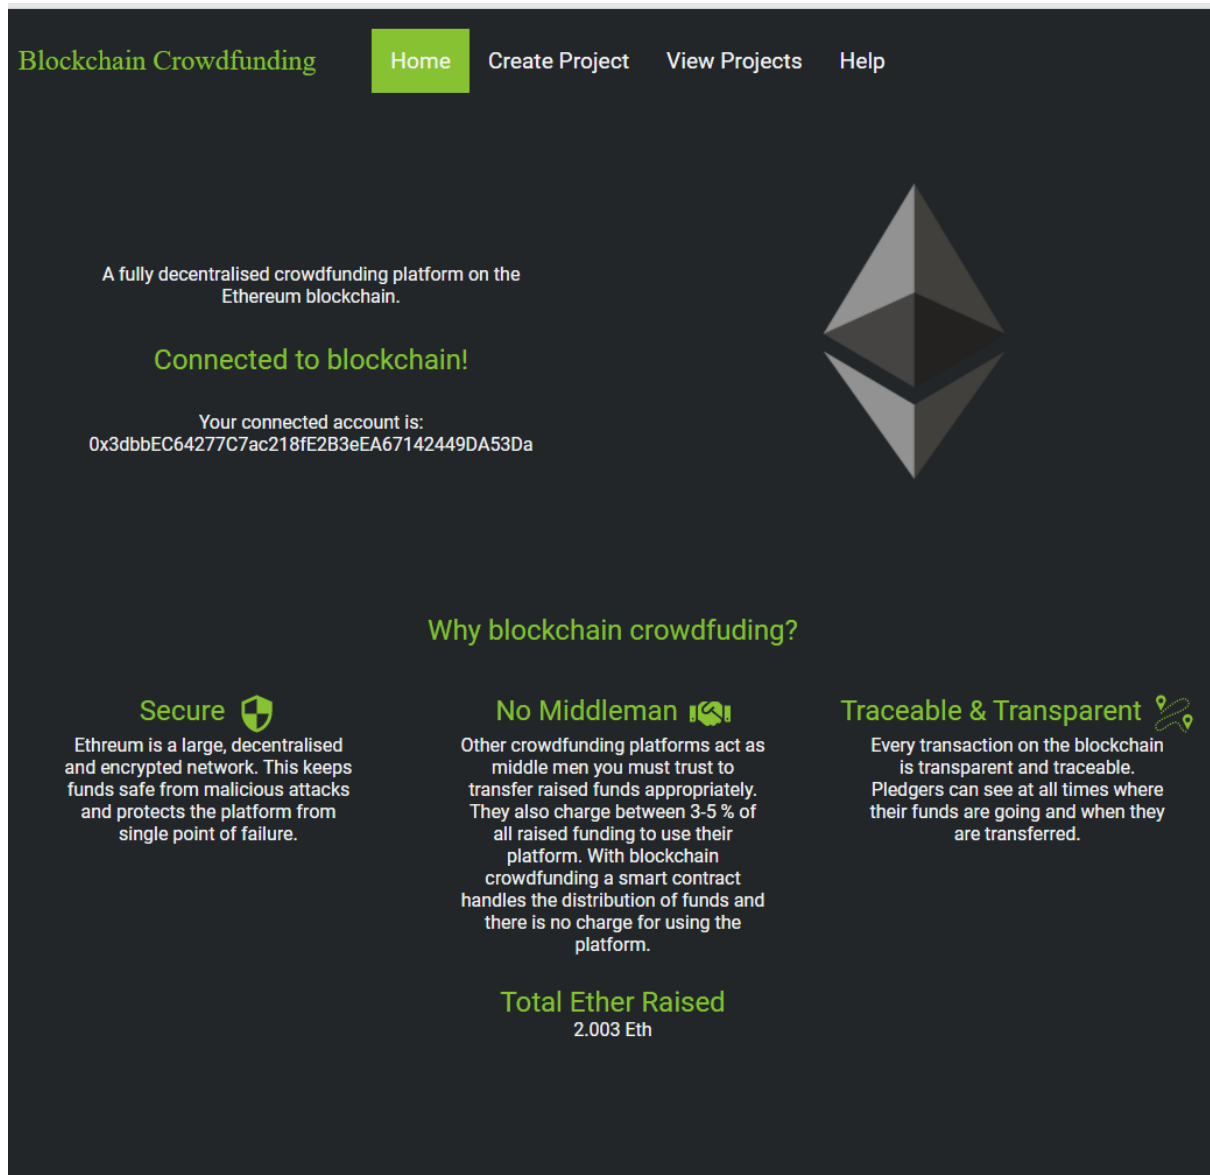 Blockchain Crowdfunding
Home
Create Project
View Projects
Help
A fully decentralised crowdfunding platform on the
Ethereum blockchain.
Connected to blockchain!
Your connected account is:
0x3dbbEC64277C7ac218fE2B3eEA67142449DA53Da
Why blockchain crowdfuding?
Secure
Ethreum is a large, decentralised
and encrypted network. This keeps
funds safe from malicious attacks
and protects the platform from
single point of failure.
No Middleman
Other crowdfunding platforms act as
middle men you must trust to
transfer raised funds appropriately.
They also charge between 3-5 % of
all raised funding to use their
platform. With blockchain
crowdfunding a smart contract
handles the distribution of funds and
there is no charge for using the
platform.
Traceable & Transparent
Every transaction on the blockchain
is transparent and traceable.
Pledgers can see at all times where
their funds are going and when they
are transferred.
Total Ether Raised
2.003 Eth